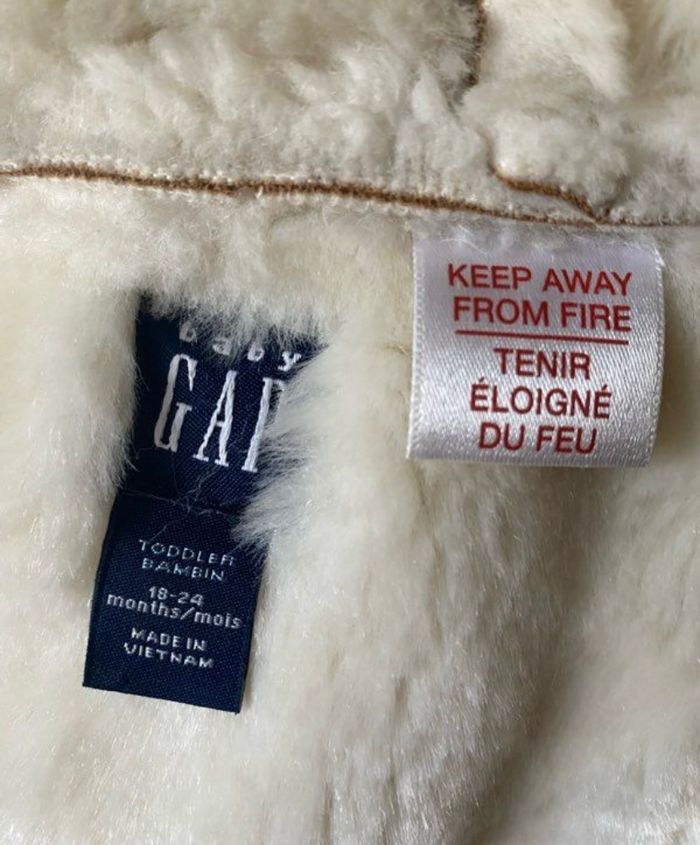 baby
GAP
TODDLER
BAMBIN
18-24
months/mois
MADE IN
VIETNAM
KEEP AWAY
FROM FIRE
TENIR
ÉLOIGNÉ
DU FEU